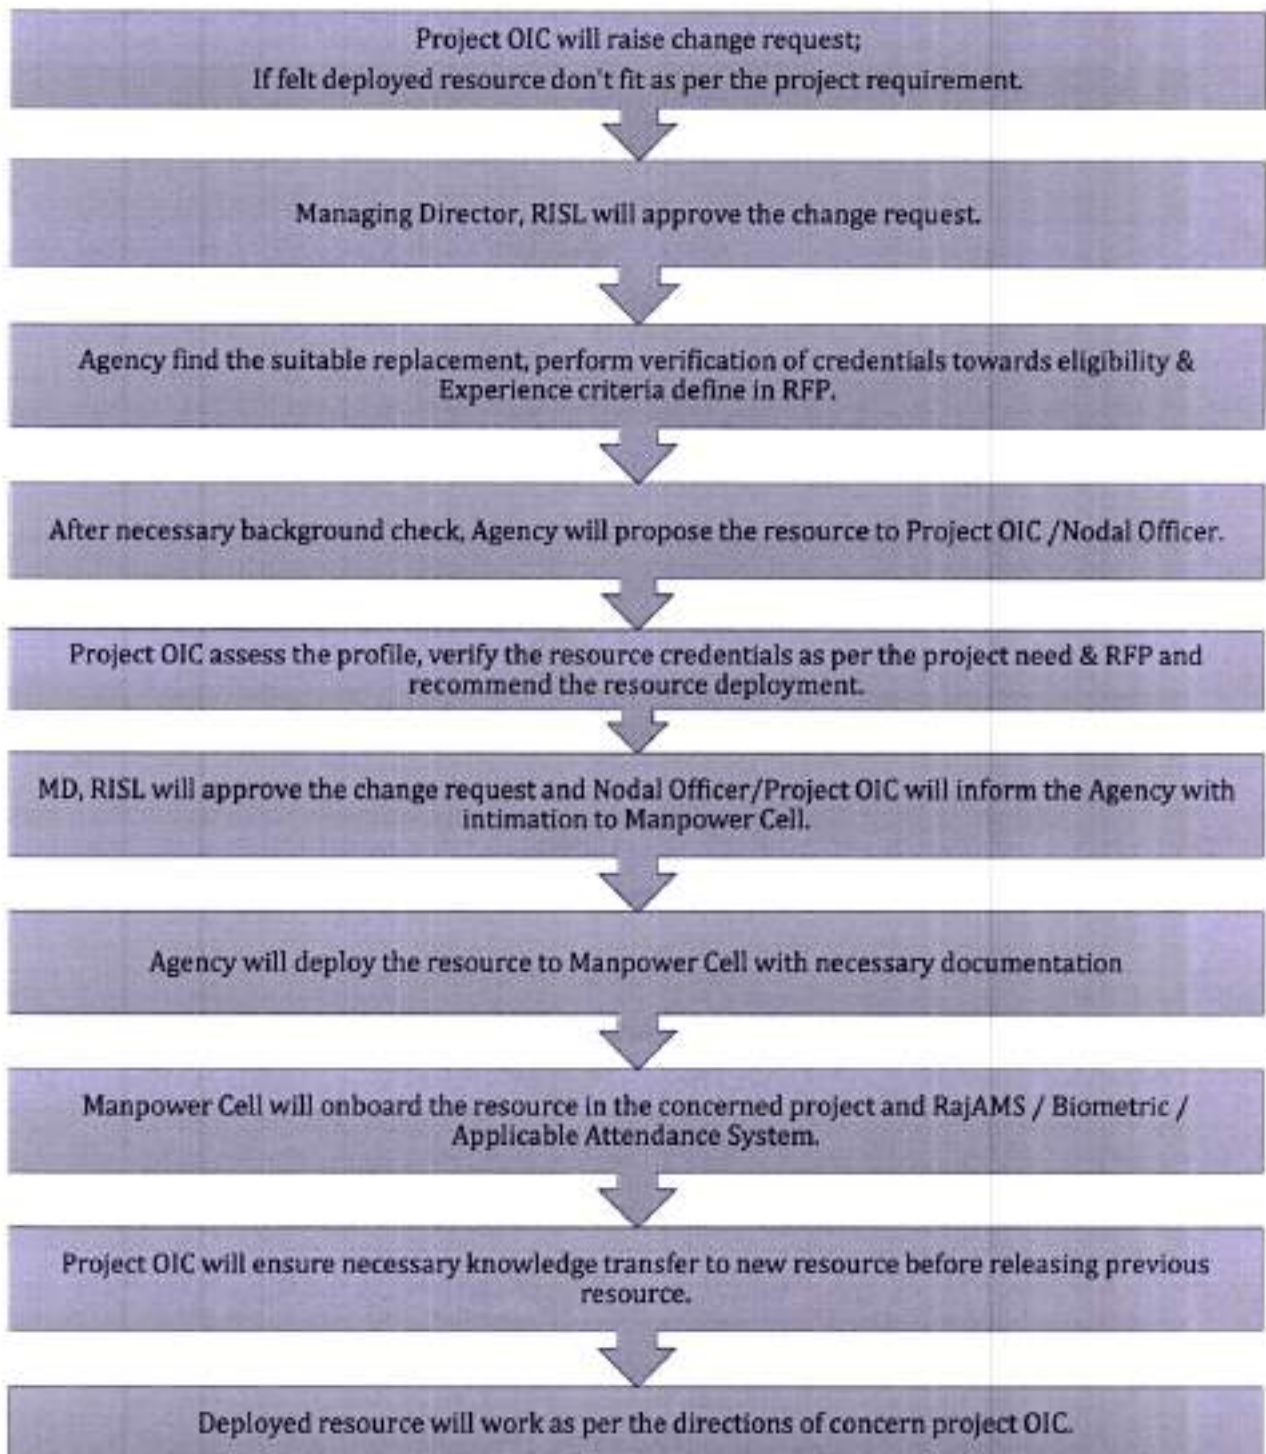 Project OIC will raise change request;
If felt deployed resource don't fit as per the project requirement.
Managing Director, RISL will approve the change request.
Agency find the suitable replacement, perform verification of credentials towards eligibility &
Experience criteria define in RFP.
After necessary background check, Agency will propose the resource to Project OIC /Nodal Officer.
Project OIC assess the profile, verify the resource credentials as per the project need & RFP and
recommend the resource deployment.
MD, RISL will approve the change request and Nodal Officer/Project OIC will inform the Agency with
intimation to Manpower Cell.
Agency will deploy the resource to Manpower Cell with necessary documentation
Manpower Cell will onboard the resource in the concerned project and RajAMS / Biometric /
Applicable Attendance System.
Project OIC will ensure necessary knowledge transfer to new resource before releasing previous
resource.
Deployed resource will work as per the directions of concern project OIC.